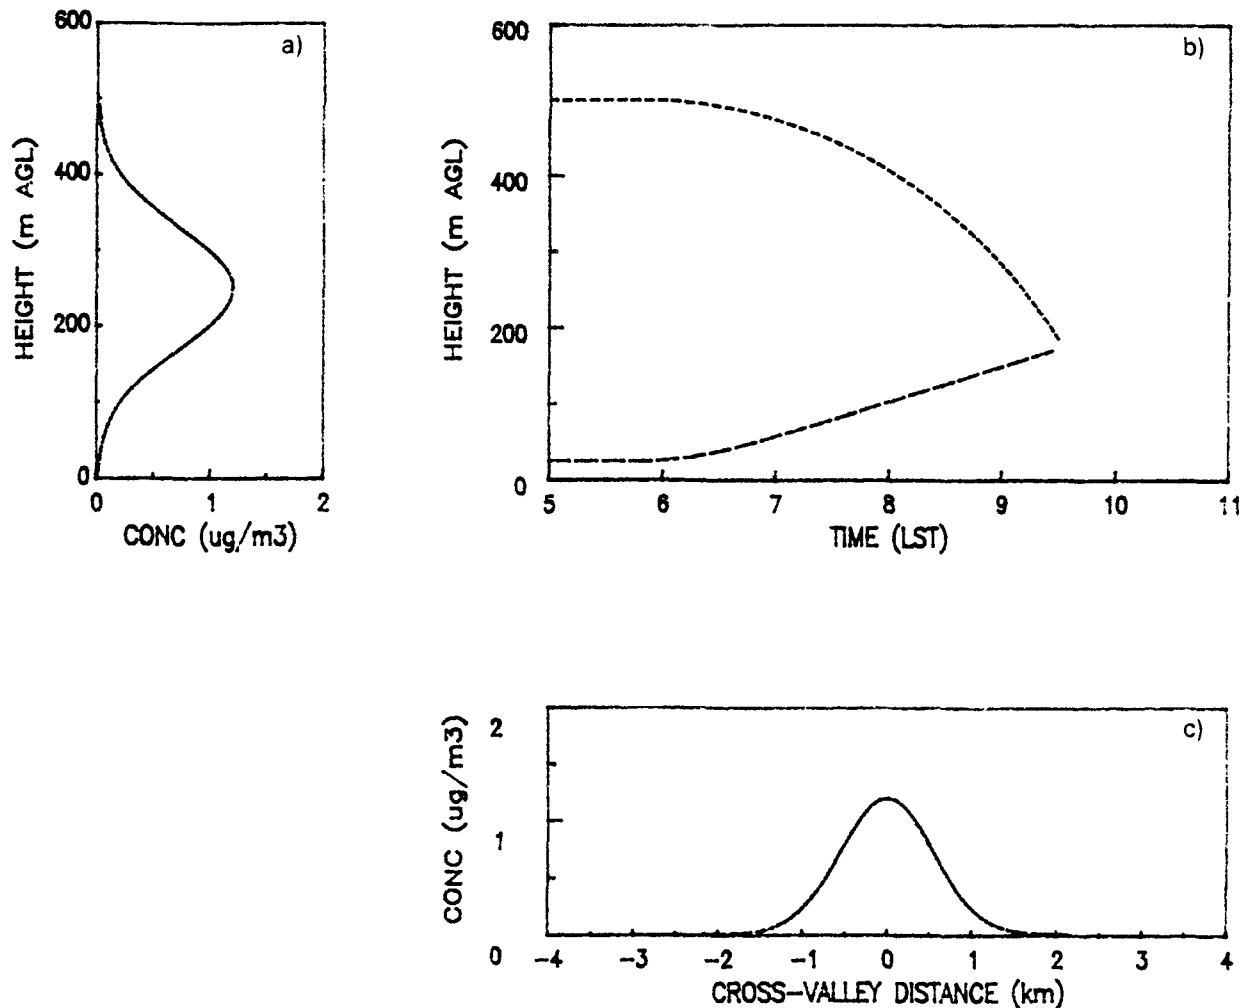 a)
600
400
200
0
HEIGHT (m AGL)
0 1 2
CONC (ug/m3)
b)
600
400
200
0
HEIGHT (m AGL)
5 6 7 8 9 10 11
TIME (LST)
c)
2
1
0
CONC (ug/m3)
-4 -3 -2 -1 0 1 2 3 4
CROSS-VALLEY DISTANCE (km)